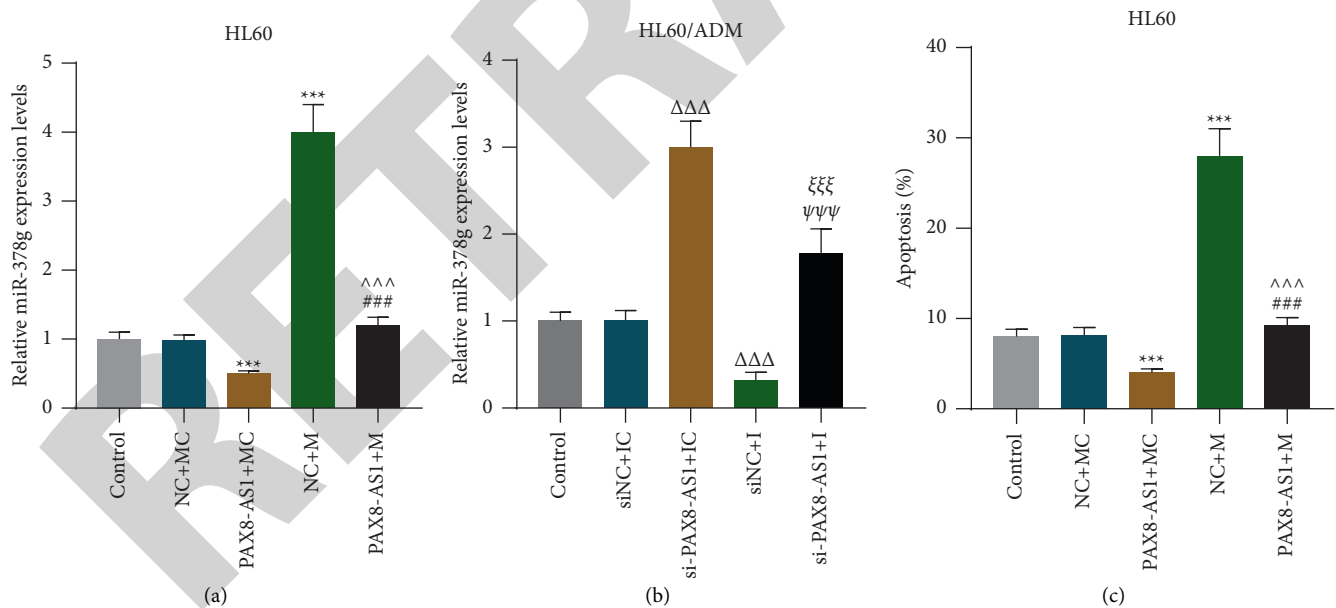 HL60
Relative miR-378g expression levels
5
4
3
2
1
0
***
***
^^^
###
Control
NC+MC
PAX8-AS1+MC
NC+M
PAX8-AS1+M
(a)
HL60/ADM
Relative miR-378g expression levels
4
3
2
1
0
ΔΔΔ
ΔΔΔ
ξξξ
ψψψ
Control
siNC+IC
si-PAX8-AS1+IC
siNC+I
si-PAX8-AS1+I
(b)
HL60
Apoptosis (%)
40
30
20
10
0
***
***
^^^
###
Control
NC+MC
PAX8-AS1+MC
NC+M
PAX8-AS1+M
(c)
RETRA